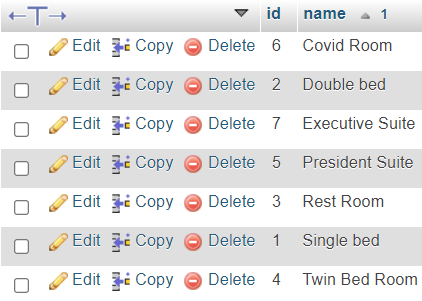 id name 1
Edit Copy Delete 6 Covid Room
Edit Copy Delete 2 Double bed
Edit Copy Delete 7 Executive Suite
Edit Copy Delete 5 President Suite
Edit Copy Delete 3 Rest Room
Edit Copy Delete 1 Single bed
Edit Copy Delete 4 Twin Bed Room